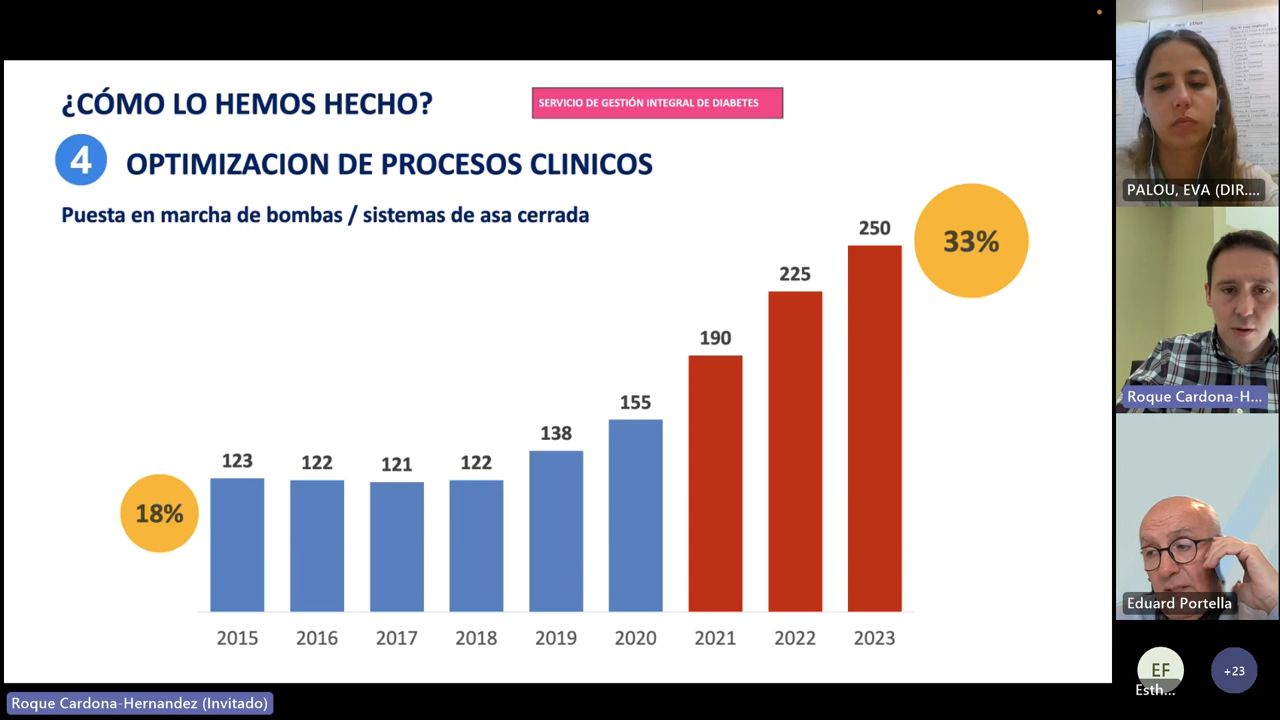 ¿CÓMO LO HEMOS HECHO?
SERVICIO DE GESTIÓN INTEGRAL DE DIABETES
4
OPTIMIZACION DE PROCESOS CLINICOS
Puesta en marcha de bombas / sistemas de asa cerrada
33%
250
225
190
155
138
123
122
121
122
18%
2015 2016 2017 2018 2019 2020 2021 2022 2023
Roque Cardona-Hernandez (Invitado)
PALOU, EVA (DIR....
Roque Cardona-H...
Eduard Portella
EF
Esth...
+23